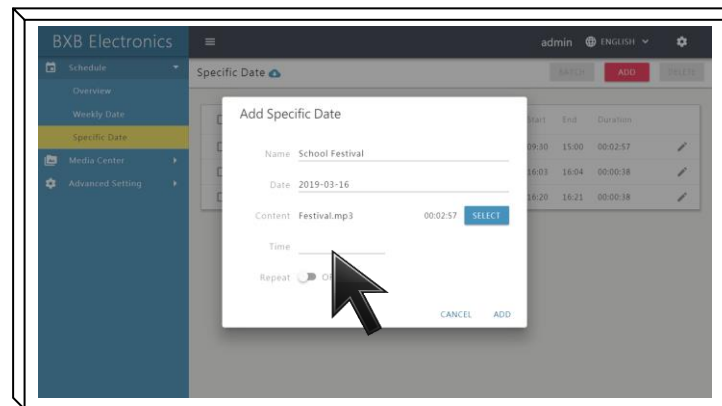 BXB Electronics
admin ENGLISH
Schedule
Overview
Weekly Date
Specific Date
Media Center
Advanced Setting
Specific Date
BATCH ADD DELETE
Start End Duration
09:30 15:00 00:02:57
16:03 16:04 00:00:38
16:20 16:21 00:00:38
Add Specific Date
Name School Festival
Date 2019-03-16
Content Festival.mp3 00:02:57 SELECT
Time
Repeat
CANCEL ADD